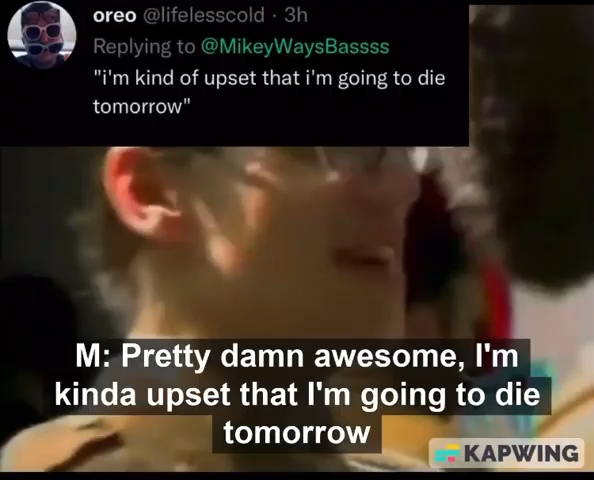 oreo @lifelesscold · 3h
Replying to @MikeyWaysBassss
"i'm kind of upset that i'm going to die
tomorrow"
M: Pretty damn awesome, I'm
kinda upset that I'm going to die
tomorrow
KAPWING